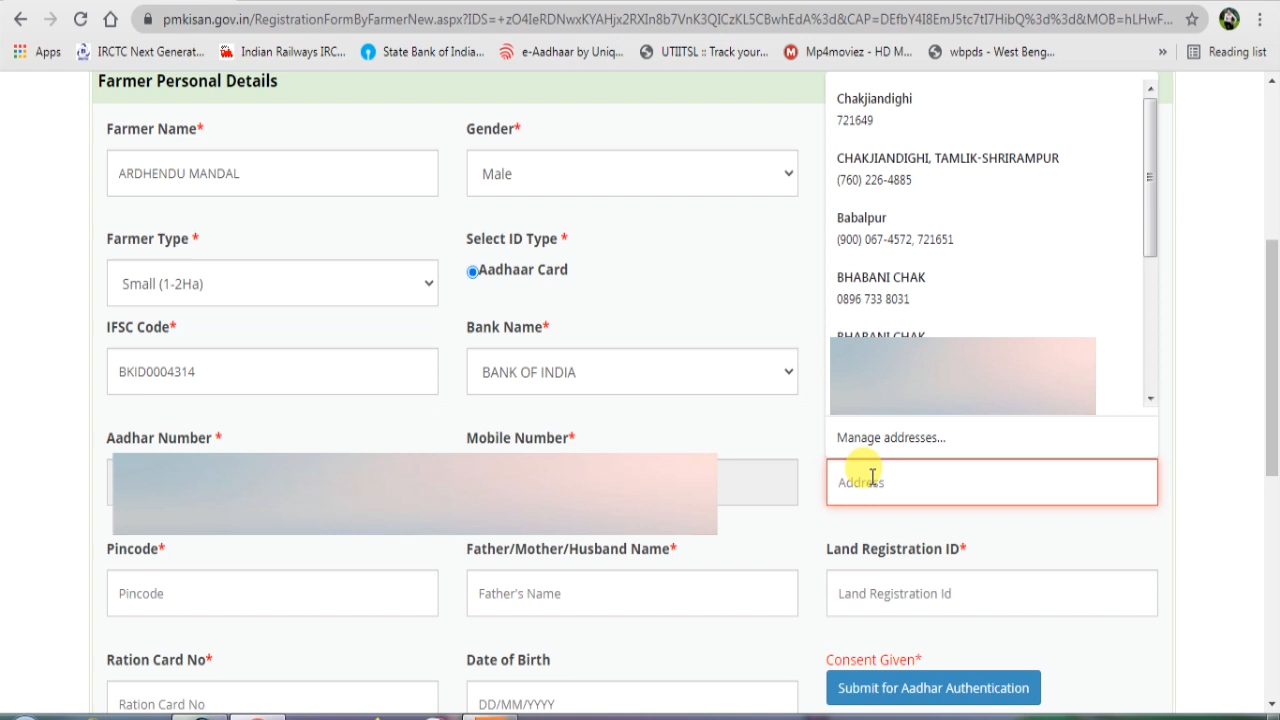 pmkisan.gov.in/RegistrationFormByFarmerNew.aspx?IDS=+zO4IeRDNwxKYAHjx2RXIn8b7VnK3QICzKL5CBwhEdA%3d&CAP=DEfbY4I8EmJ5tc7tI7HibQ%3d%3d&MOB=hLHwF...
Apps IRCTC Next Generat... Indian Railways IRC... State Bank of India... e-Aadhaar by Uniq... UTIITSL :: Track your... Mp4moviez - HD M... wbpds - West Beng... » Reading list
Farmer Personal Details
Chakjiandighi
721649
Farmer Name* Gender*
CHAKJIANDIGHI, TAMLIK-SHRIRAMPUR
ARDHENDU MANDAL Male
(760) 226-4885
Babalpur
Farmer Type * Select ID Type *
(900) 067-4572, 721651
Aadhaar Card
BHABANI CHAK
Small (1-2Ha)
0896 733 8031
IFSC Code* Bank Name*
BHABANI CHAK
BKID0004314 BANK OF INDIA
Aadhar Number * Mobile Number*
Manage addresses...
Address
Pincode* Father/Mother/Husband Name* Land Registration ID*
Pincode Father's Name Land Registration Id
Ration Card No* Date of Birth Consent Given*
Submit for Aadhar Authentication
Ration Card No DD/MM/YYYY